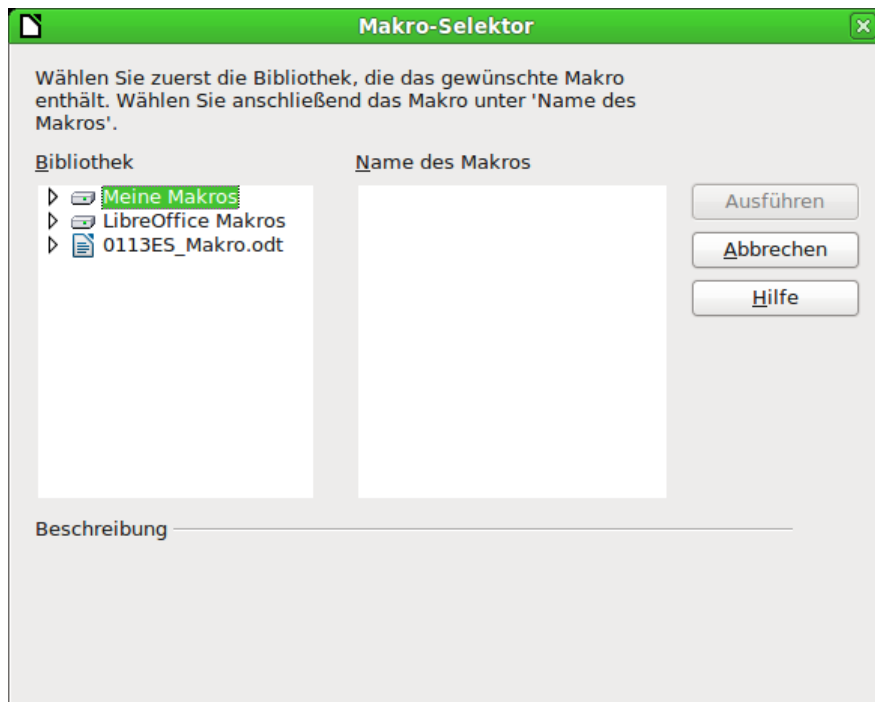 Makro-Selektor
Wählen Sie zuerst die Bibliothek, die das gewünschte Makro
enthält. Wählen Sie anschließend das Makro unter 'Name des
Makros'.
Bibliothek
Name des Makros
Meine Makros
LibreOffice Makros
0113ES_Makro.odt
Ausführen
Abbrechen
Hilfe
Beschreibung